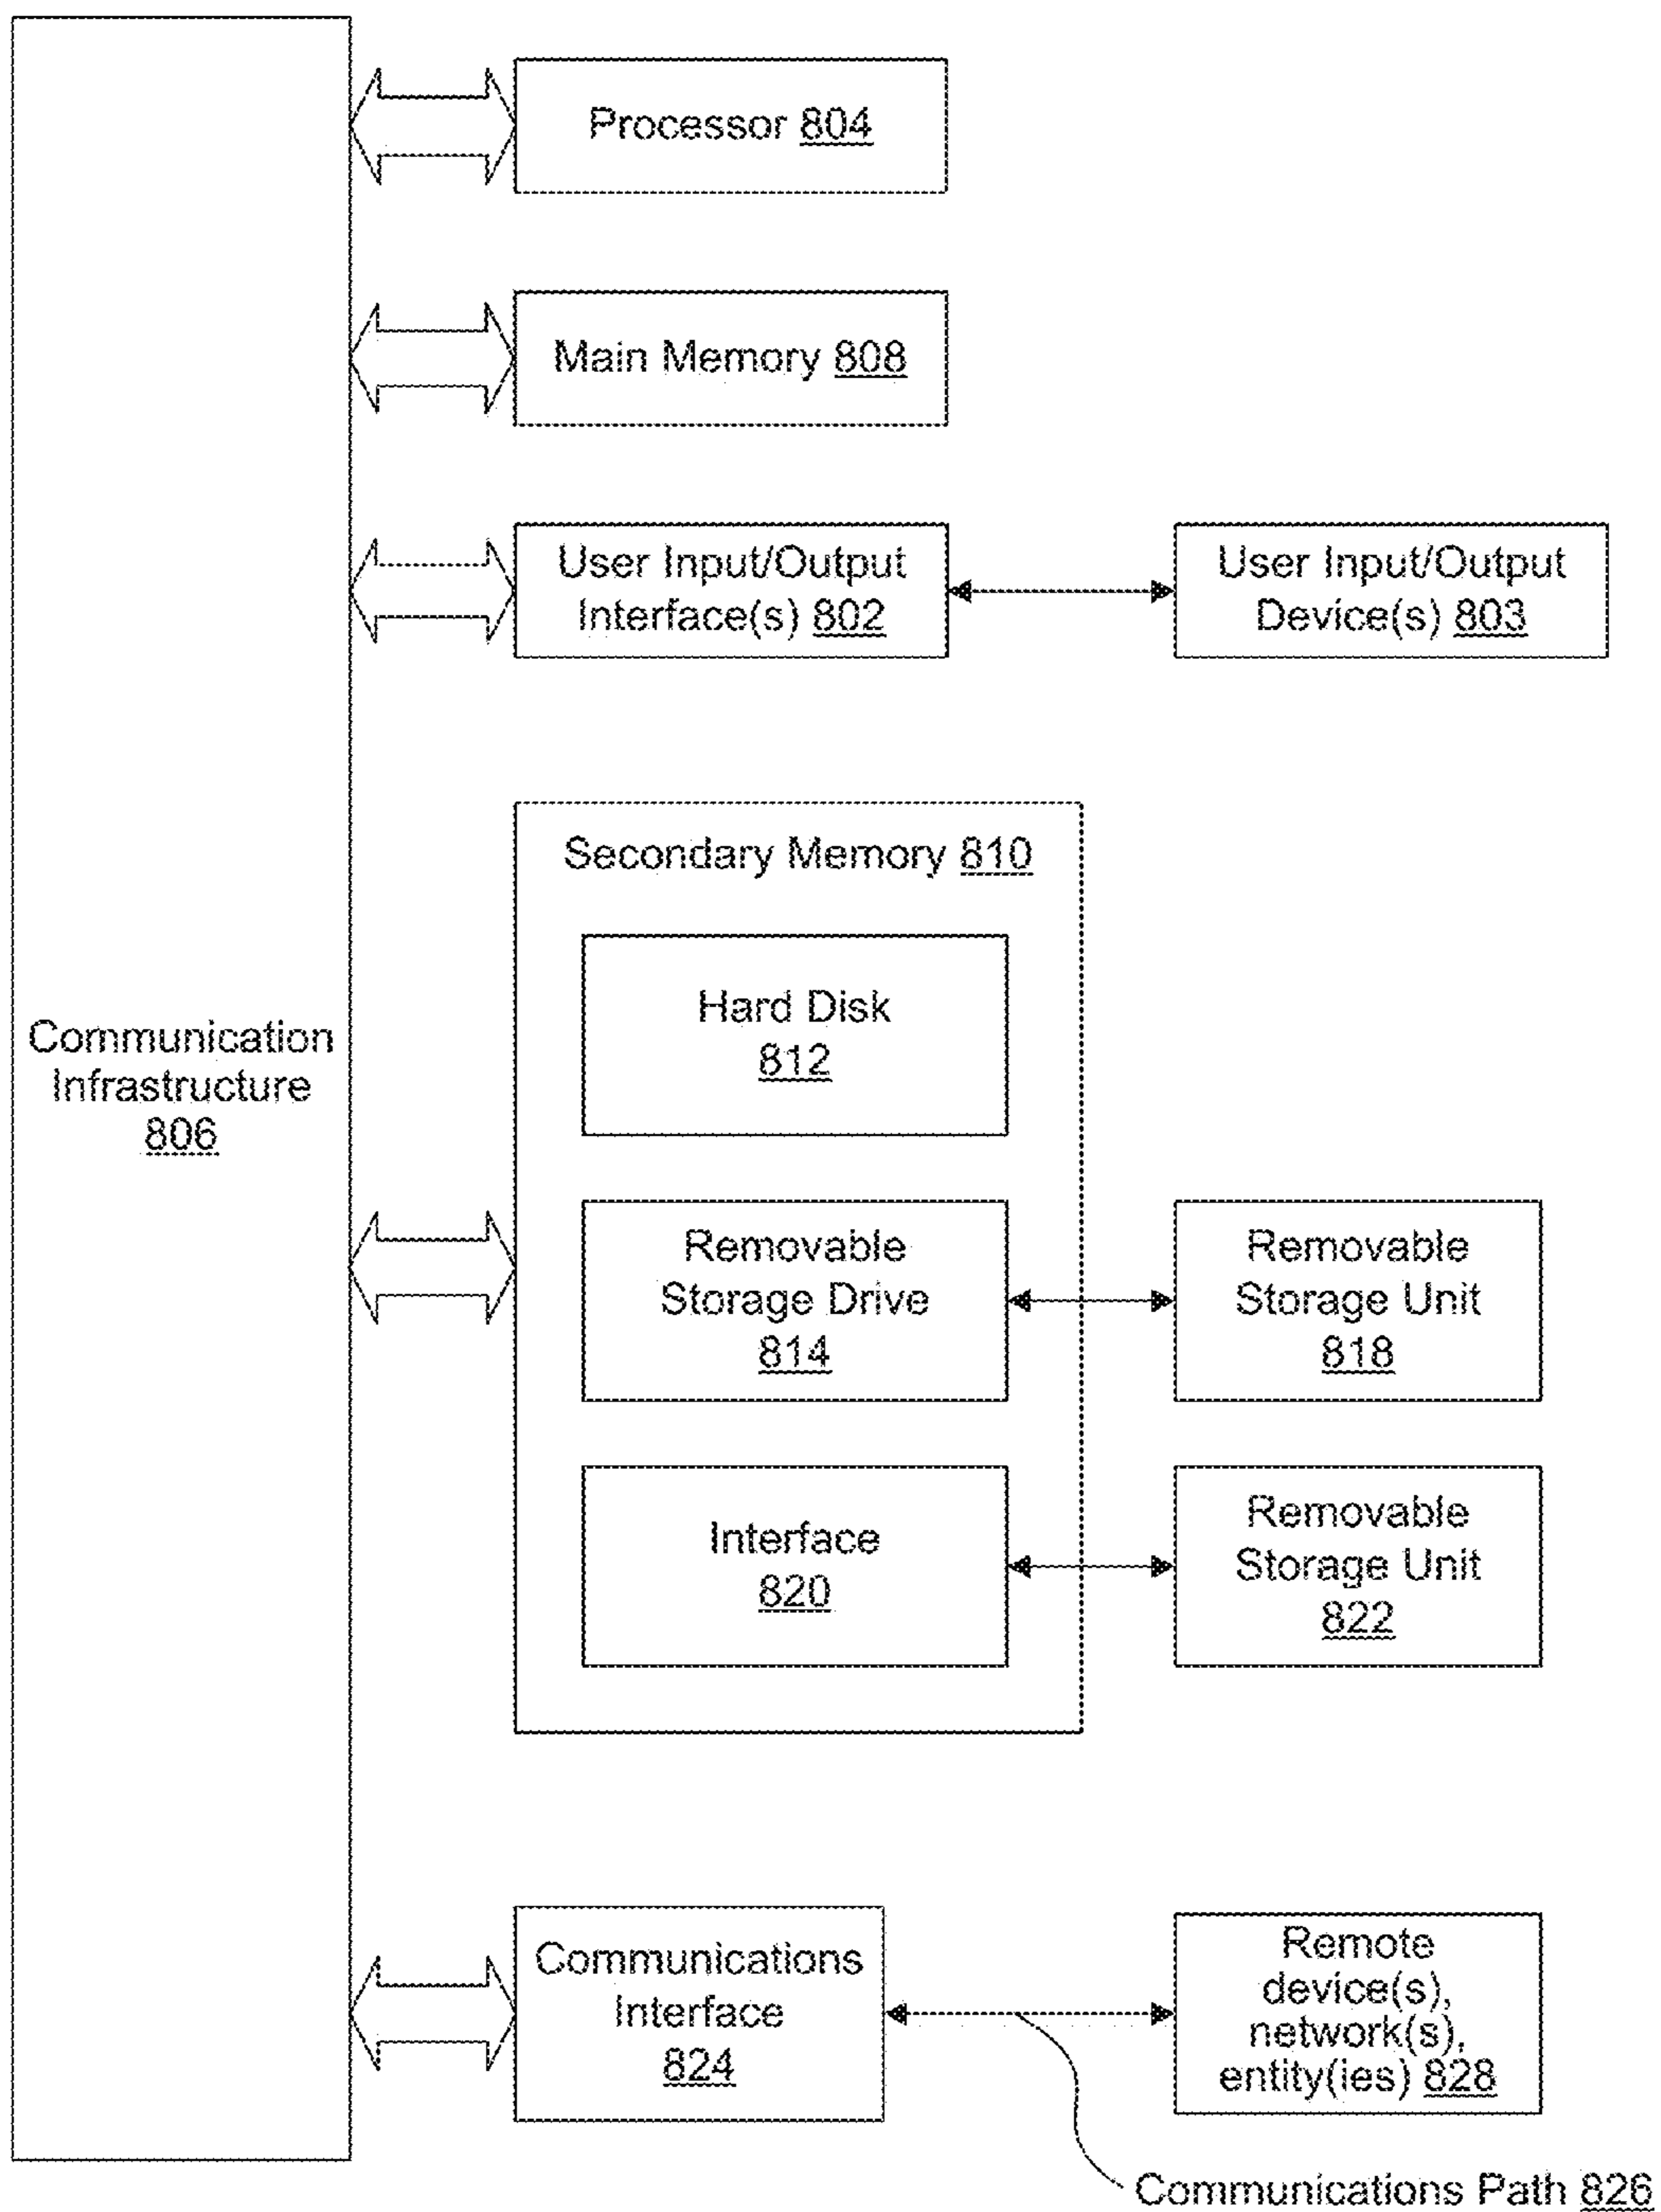 Processor 804
Main Memory 808
User Input/Output
Interface(s) 802
User Input/Output
Device(s) 803
Secondary Memory 810
Hard Disk
812
Communication
Infrastructure
806
Removable
Storage Drive
814
Removable
Storage Unit
818
Interface
820
Removable
Storage Unit
822
Communications
Interface
824
Remote
device(s),
network(s),
entity(ies) 828
Communications Path 826